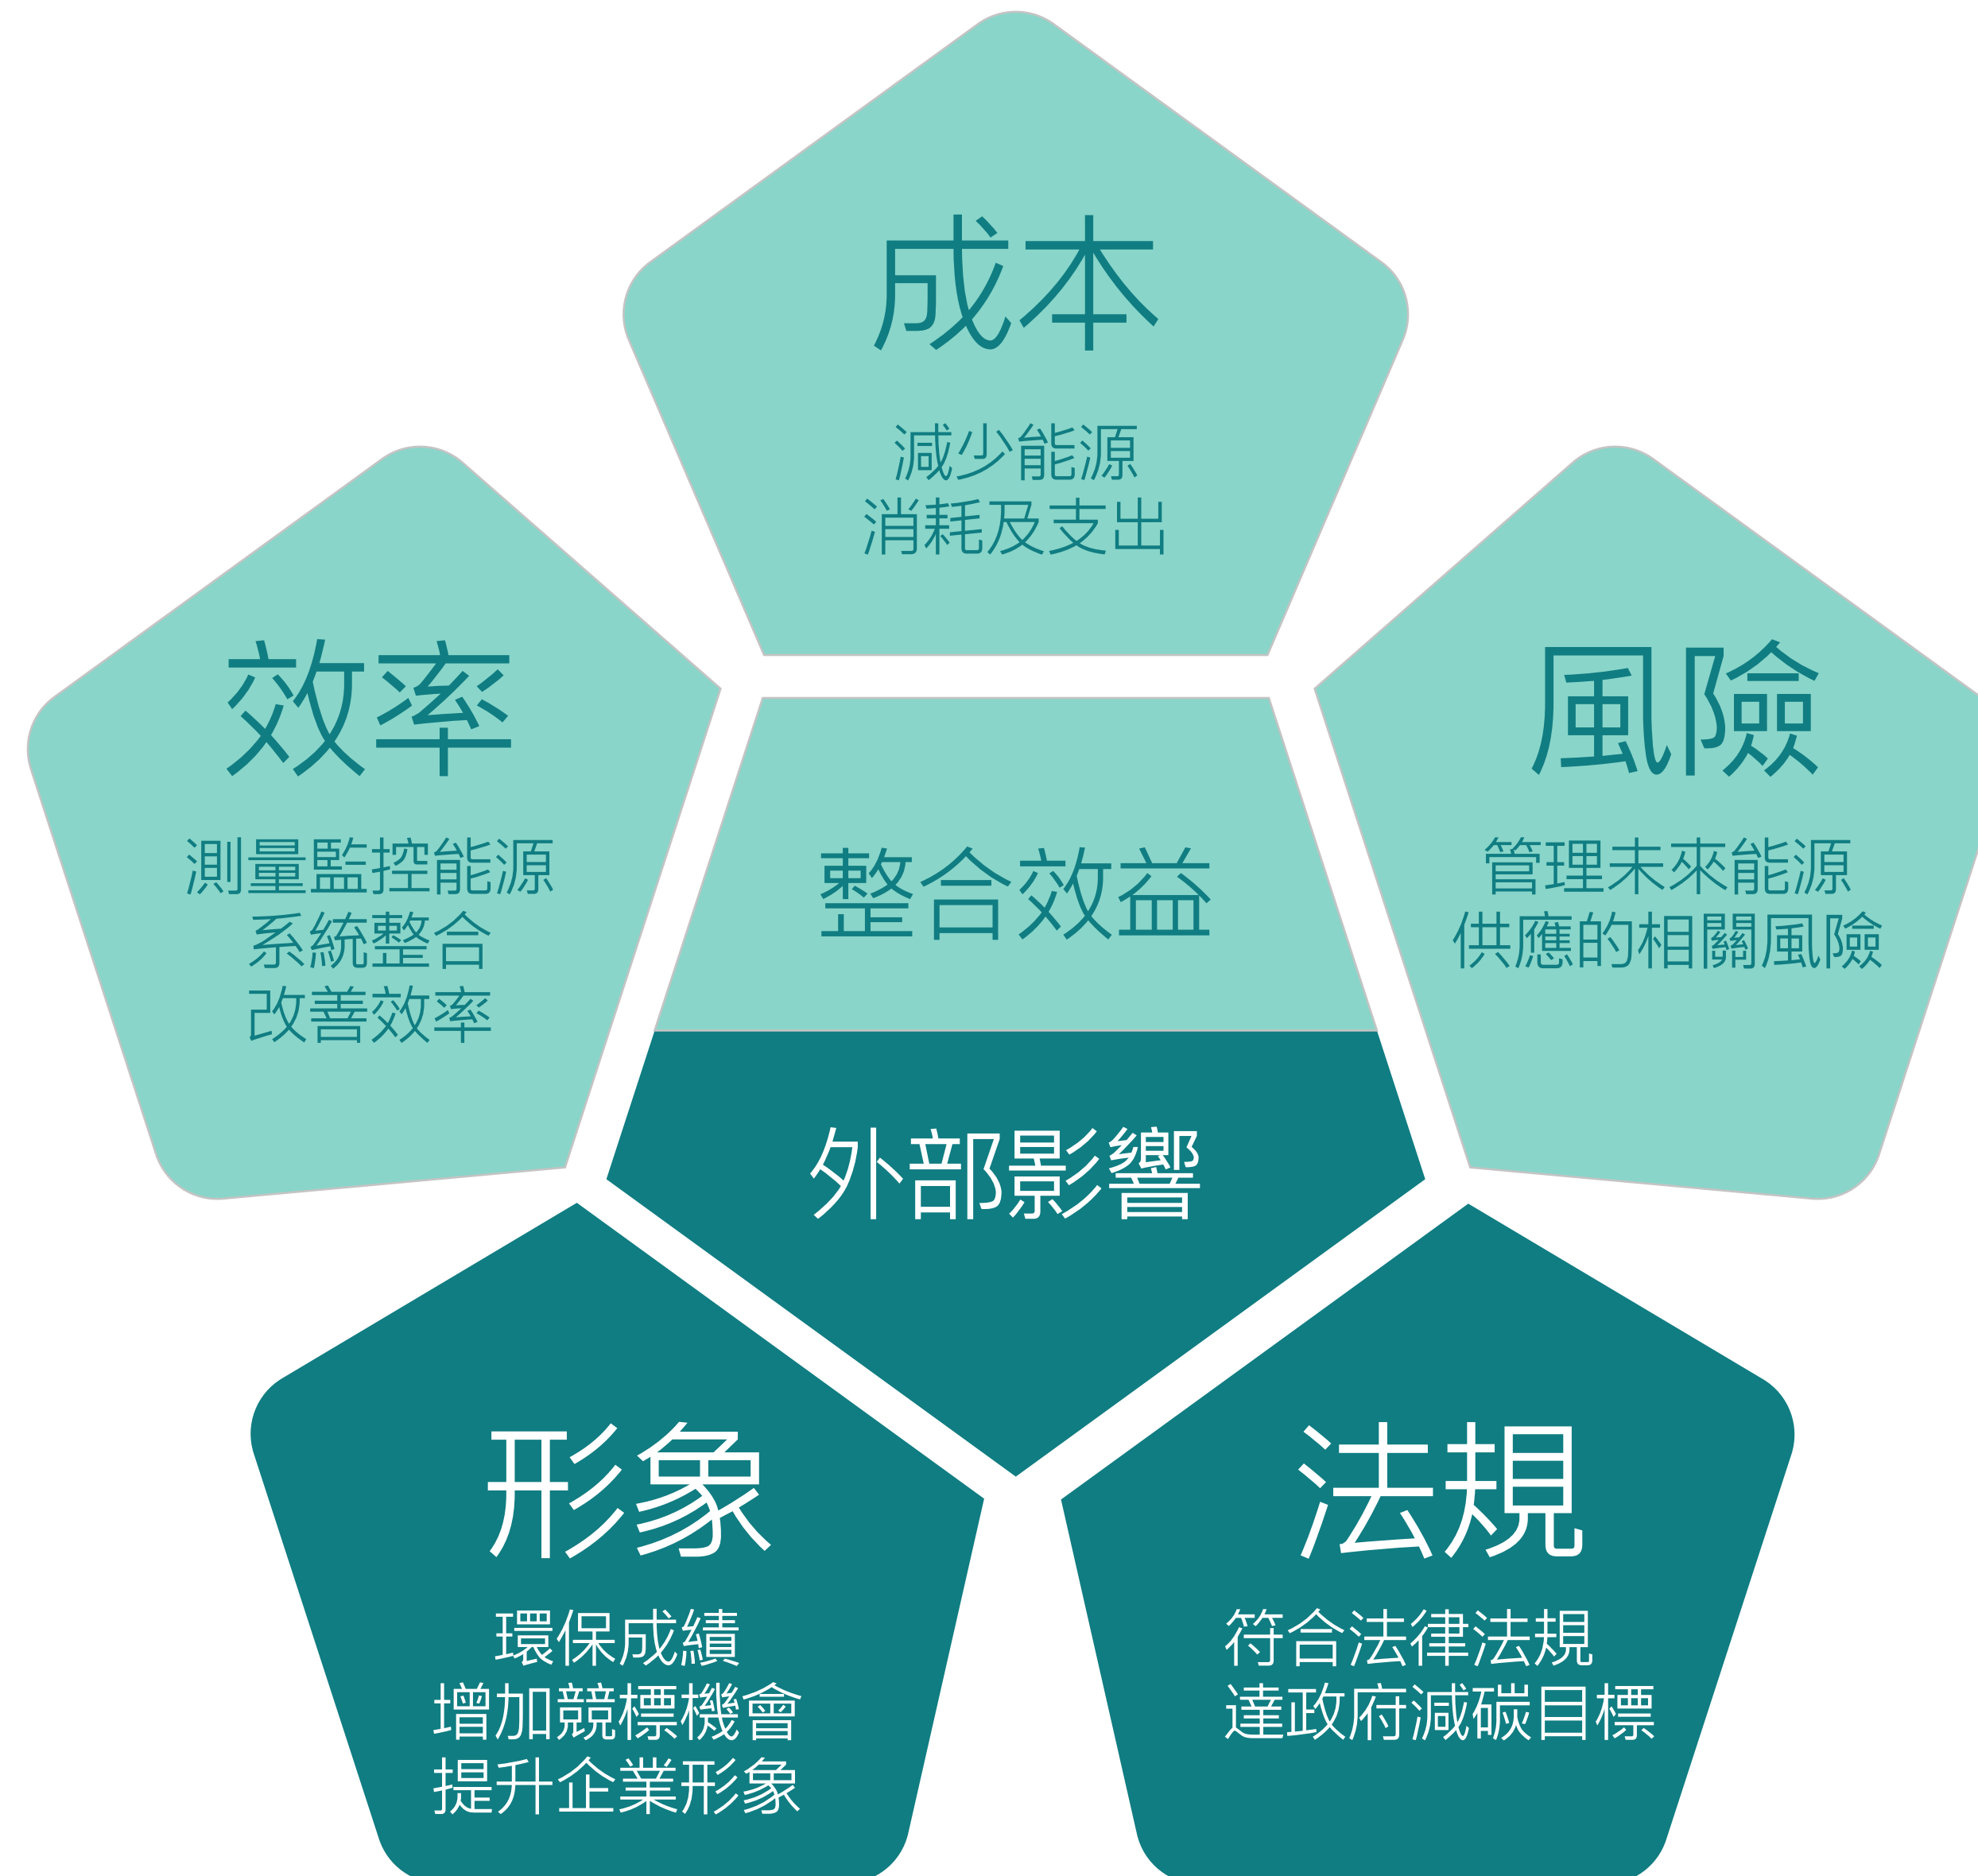 成本
減少能源
消耗及支出
效率
測量監控能源
系統整合
改善效率
風險
管理未來能源
供應的相關風險
整合效益
外部影響
形象
環保成績
增加競標機會
提升企業形象
法規
符合法律法規
達政府減碳目標